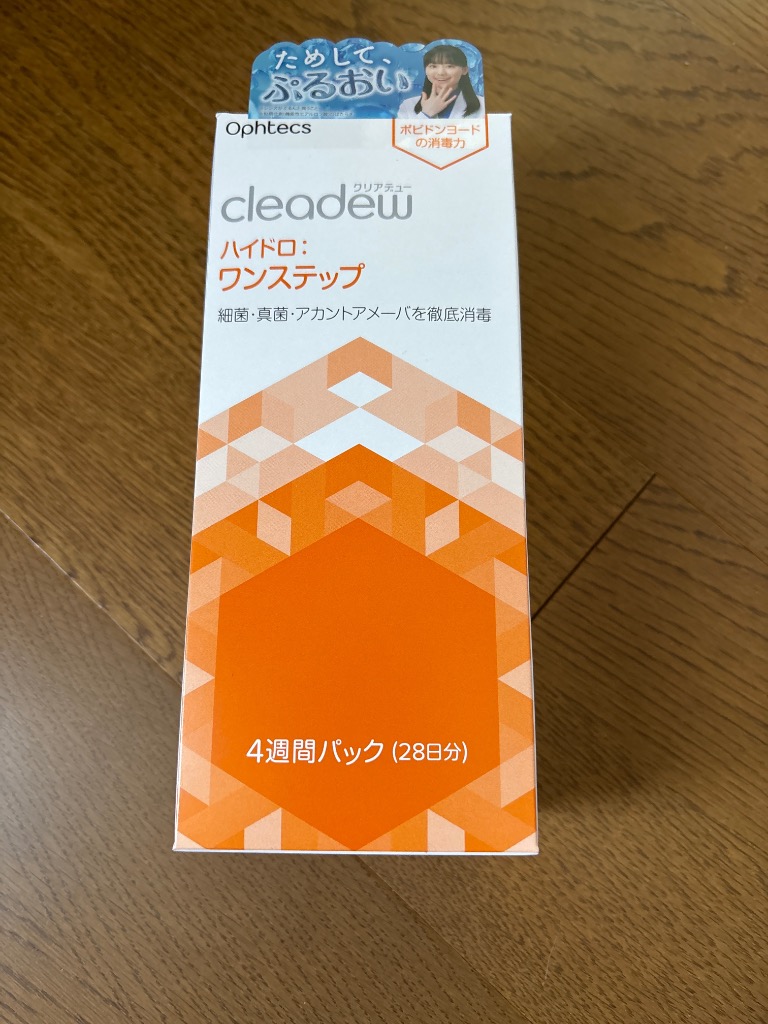 ためして、
ぷるおい
Ophtecs
ポビドンヨード
の消毒力
クリアデュー
cleadew
ハイドロ：
ワンステップ
細菌・真菌・アカントアメーバを徹底消毒
4週間パック (28日分)